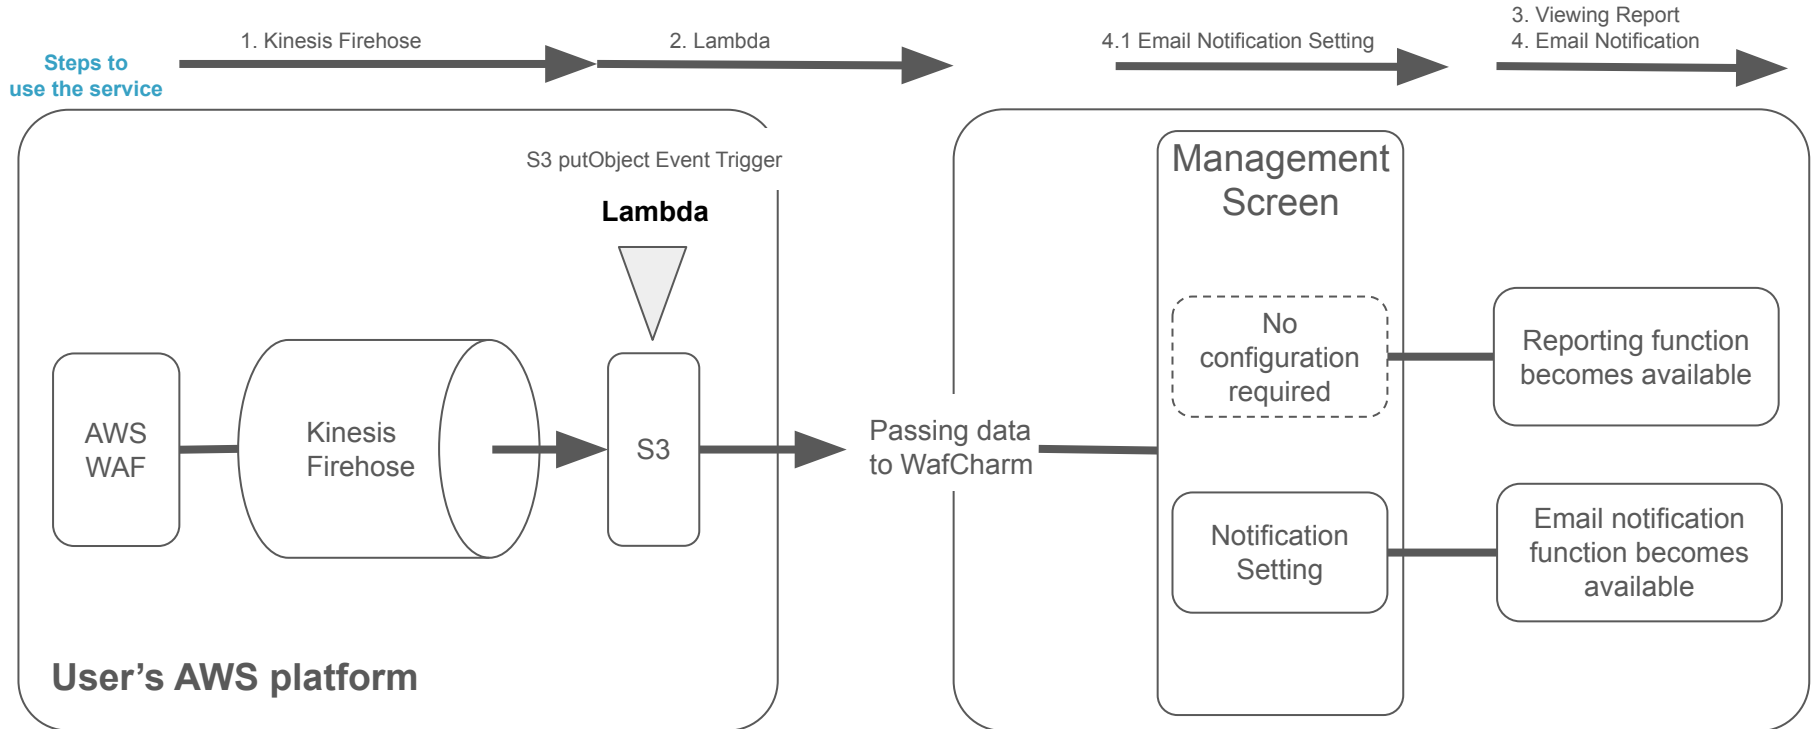 3. Viewing Report
1. Kinesis Firehose
2. Lambda
4.1 Email Notification Setting
4. Email Notification
Steps to
use the service
S3 putObject Event Trigger
Lambda
Management
Screen
No
configuration
required
Reporting function
becomes available
AWS
WAF
Kinesis
Firehose
S3
Passing data
to WafCharm
Notification
Setting
Email notification
function becomes
available
User’s AWS platform